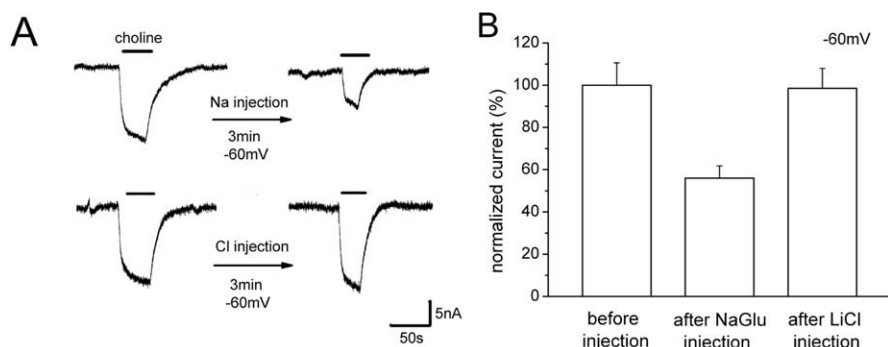 A
choline
Na injection
3min
-60mV
Cl injection
3min
-60mV
5nA
50s
B
-60mV
normalized current (%)
120
100
80
60
40
20
0
before
injection
after NaGlu
injection
after LiCl
injection